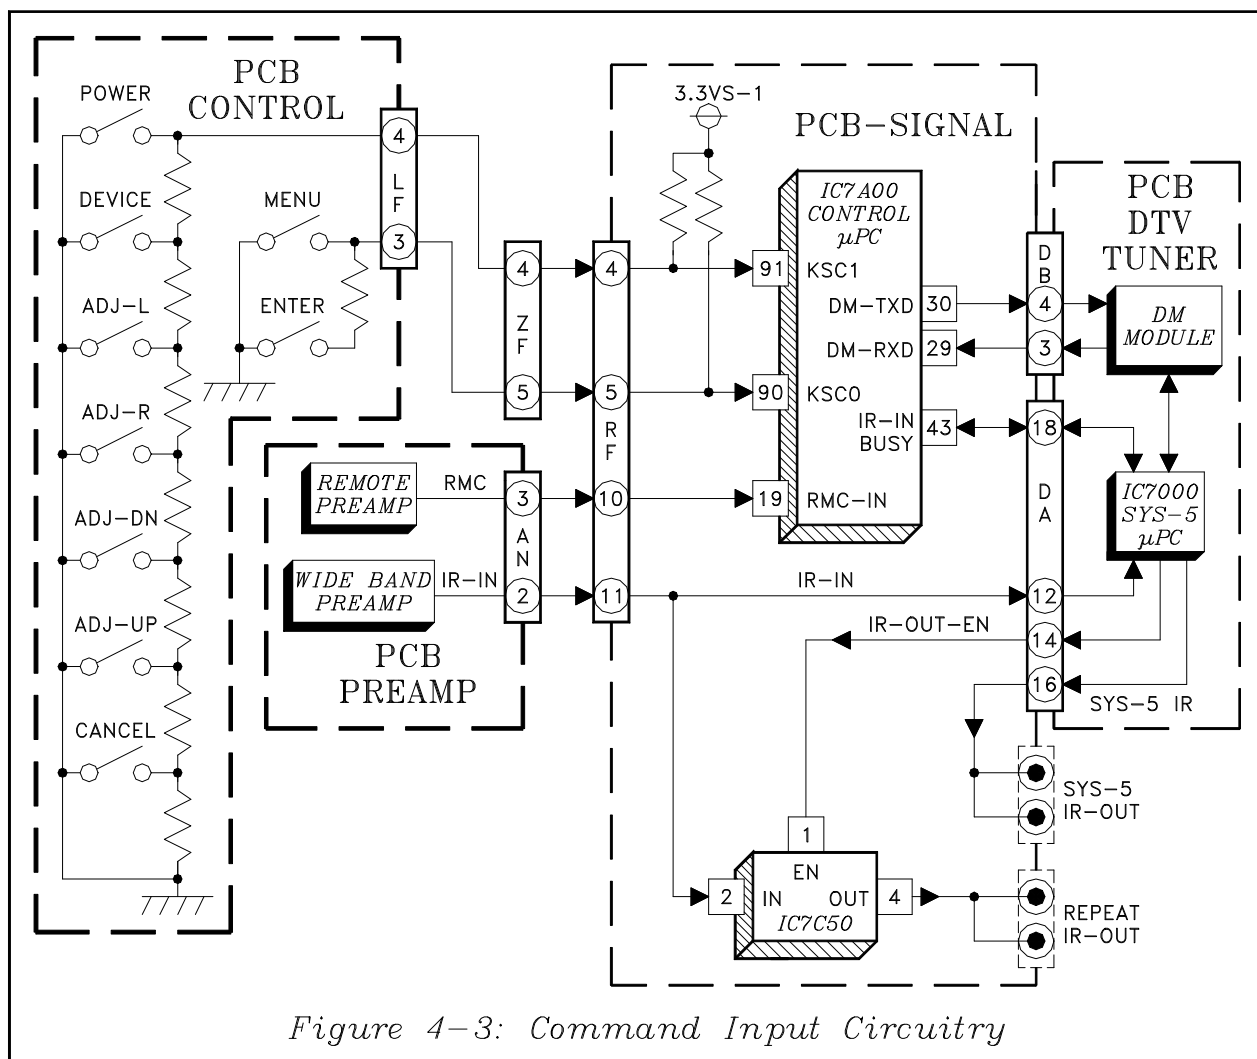 PCB
CONTROL
POWER
4
DEVICE
MENU
L
F
3
ADJ-L
ENTER
ADJ-R
ADJ-DN
ADJ-UP
CANCEL
4
Z
F
5
REMOTE
PREAMP
RMC
3
A
N
WIDE BAND
PREAMP
IR-IN
2
PCB
PREAMP
3.3VS-1
PCB-SIGNAL
4
5
R
F
10
11
IC7A00
CONTROL
µPC
91
KSC1
DM-TXD
30
DM-RXD
29
90
KSC0
IR-IN
BUSY
43
19
RMC-IN
IR-IN
IR-OUT-EN
PCB
DTV
TUNER
D
B
4
3
DM
MODULE
18
D
A
IC7000
SYS-5
µPC
12
14
16
SYS-5 IR
SYS-5
IR-OUT
1
EN
2
IN
OUT
4
IC7C50
REPEAT
IR-OUT
Figure 4-3: Command Input Circuitry